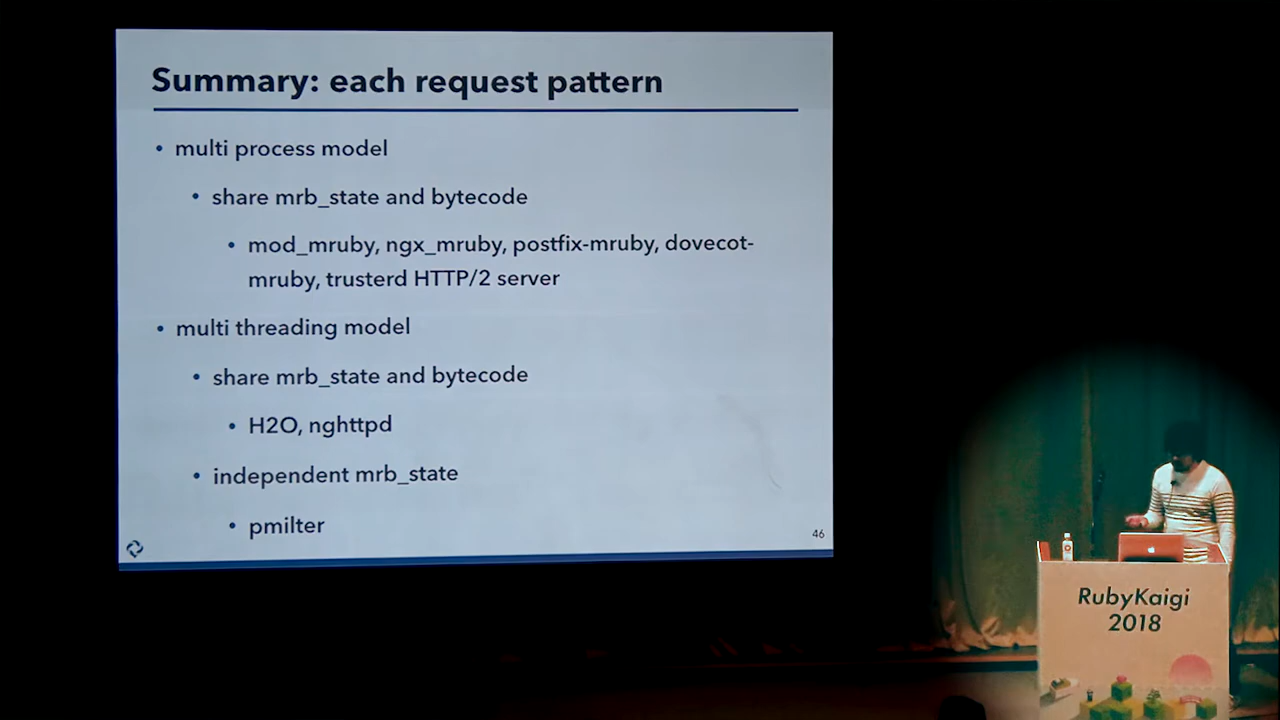 Summary: each request pattern
• multi process model
• share mrb_state and bytecode
• mod_mruby, ngx_mruby, postfix-mruby, dovecot-
mruby, trusterd HTTP/2 server
• multi threading model
• share mrb_state and bytecode
• H2O, nghttpd
• independent mrb_state
• pmilter
46
RubyKaigi
2018